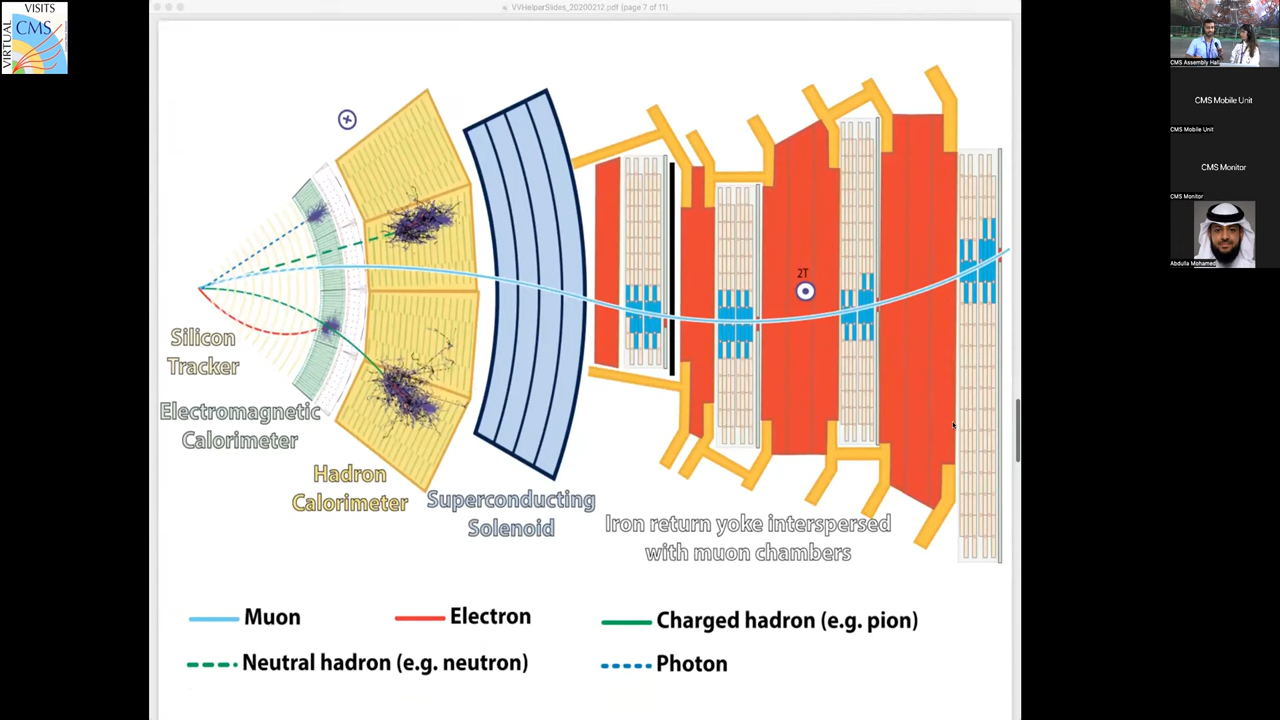 VISITS
CMS
VIRTUAL
VVHelperSlides_20200212.pdf (page 7 of 11)
2T
Silicon
Tracker
Electromagnetic
Calorimeter
Hadron
Calorimeter
Superconducting
Solenoid
Iron return yoke interspersed
with muon chambers
Muon
Electron
Charged hadron (e.g. pion)
Neutral hadron (e.g. neutron)
Photon
CMS Assembly Hall
CMS Mobile Unit
CMS Mobile Unit
CMS Monitor
CMS Monitor
Abdulla Mohamed